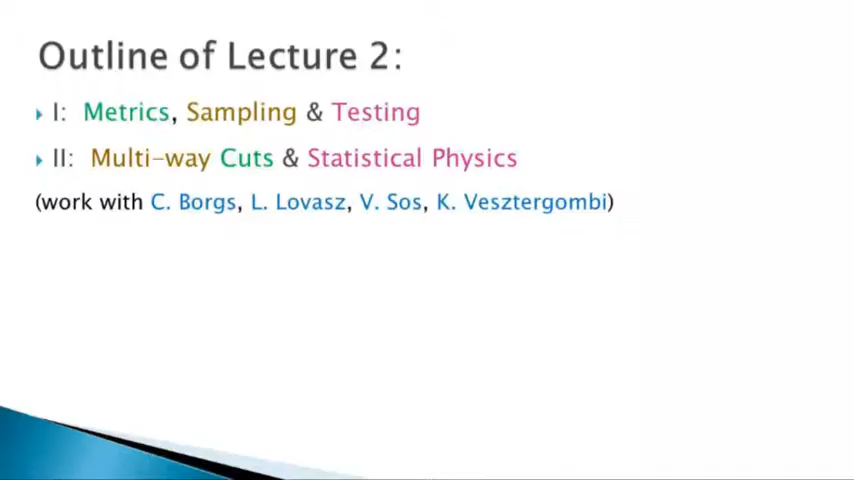 Outline of Lecture 2:
I: Metrics, Sampling & Testing
II: Multi-way Cuts & Statistical Physics
(work with C. Borgs, L. Lovasz, V. Sos, K. Vesztergombi)